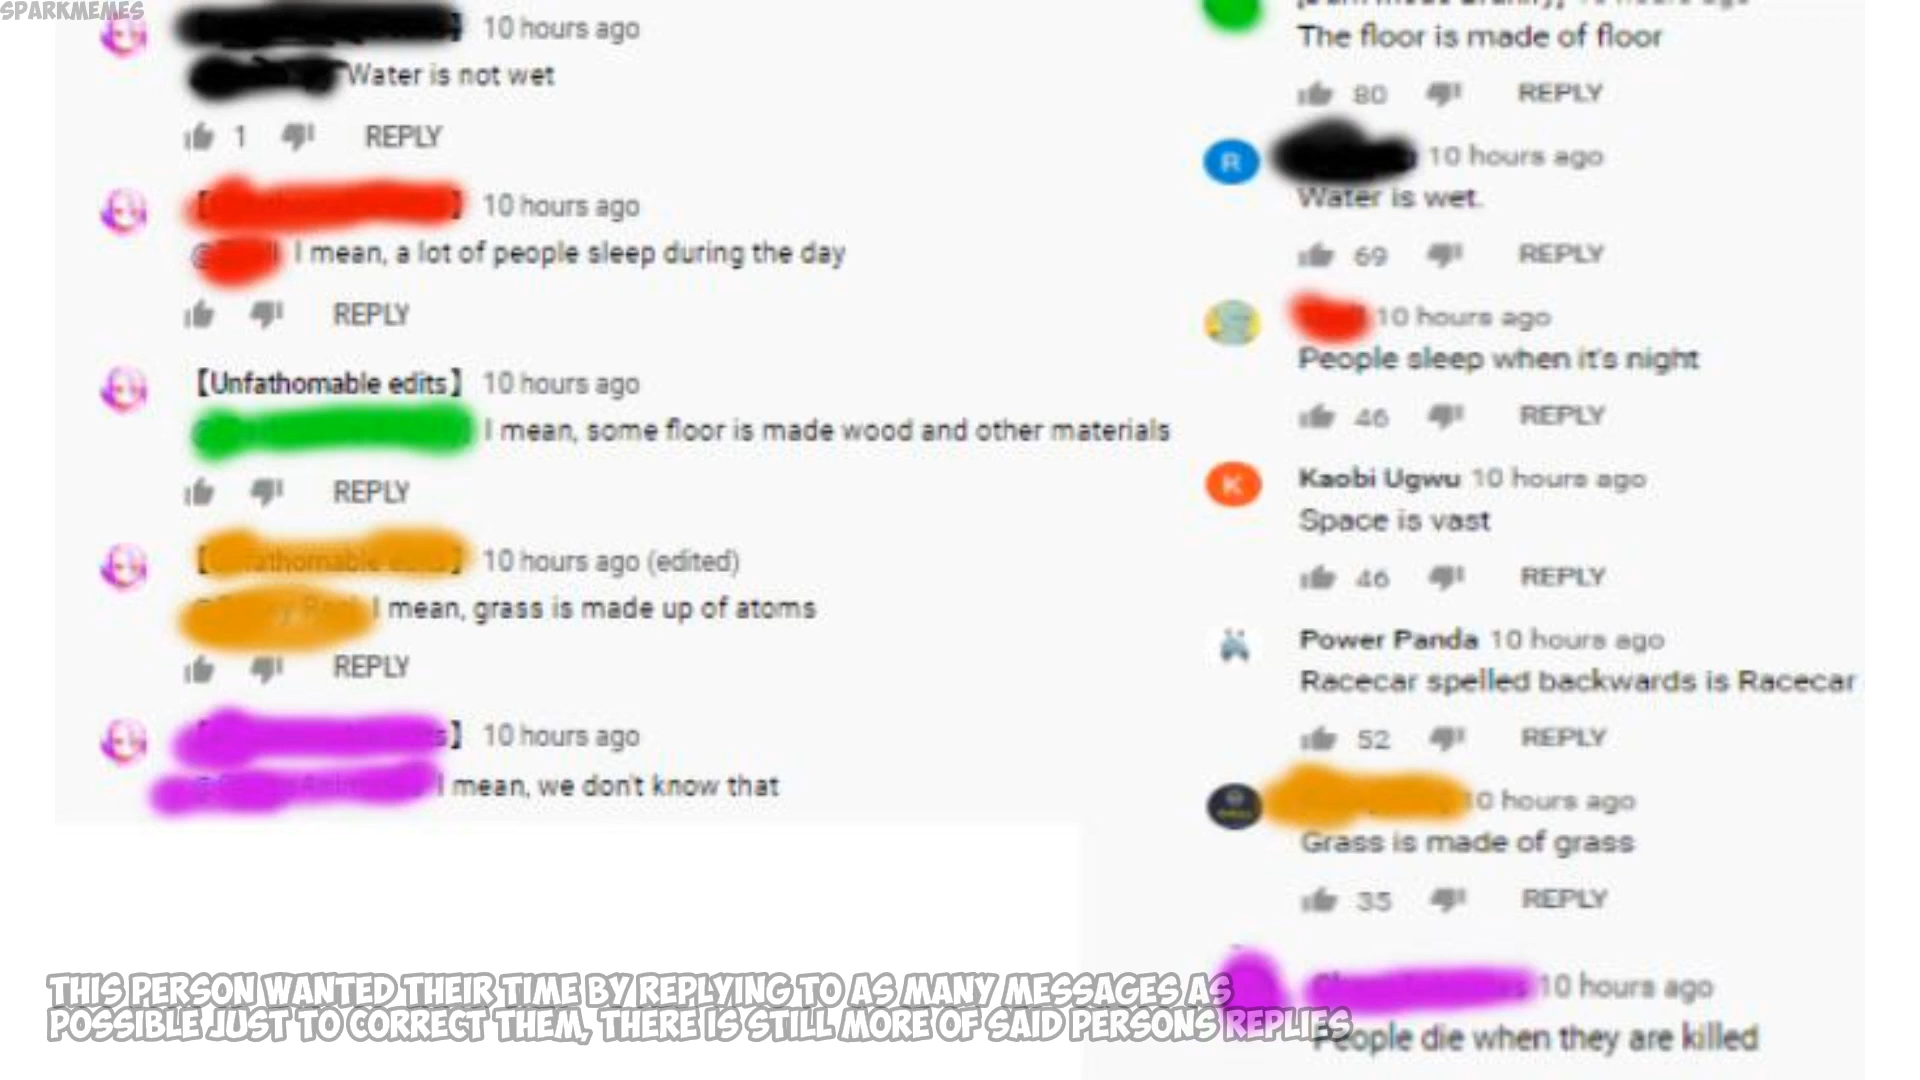 SPARKMEMES
10 hours ago
Water is not wet
1 REPLY
10 hours ago
I mean, a lot of people sleep during the day
REPLY
【Unfathomable edits】 10 hours ago
I mean, some floor is made wood and other materials
REPLY
10 hours ago (edited)
I mean, grass is made up of atoms
REPLY
10 hours ago
I mean, we don't know that
The floor is made of floor
80 REPLY
R
10 hours ago
Water is wet.
69 REPLY
10 hours ago
People sleep when it's night
46 REPLY
K
Kaobi Ugwu 10 hours ago
Space is vast
46 REPLY
Power Panda 10 hours ago
Racecar spelled backwards is Racecar
52 REPLY
10 hours ago
Grass is made of grass
35 REPLY
10 hours ago
People die when they are killed
THIS PERSON WANTED THEIR TIME BY REPLYING TO AS MANY MESSAGES AS
POSSIBLE JUST TO CORRECT THEM, THERE IS STILL MORE OF SAID PERSONS REPLIES